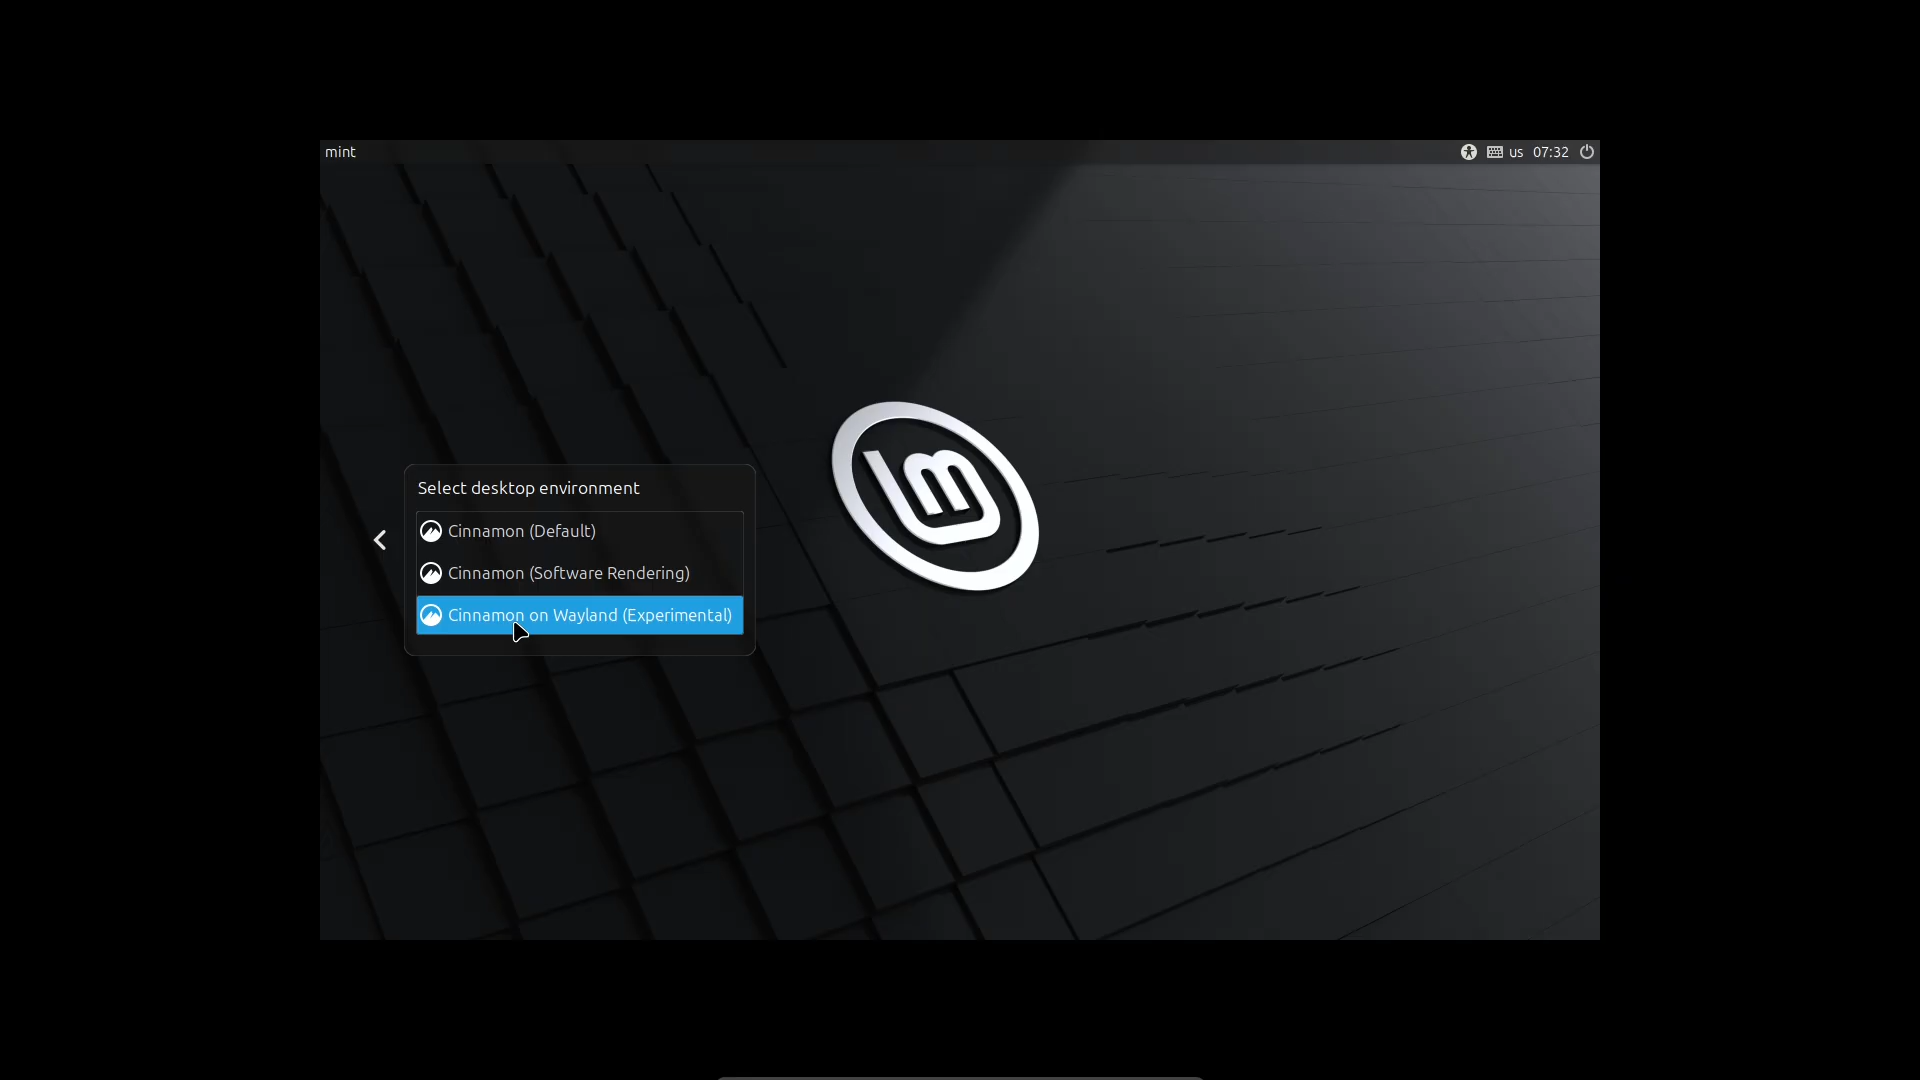 mint
us 07:32
Select desktop environment
Cinnamon (Default)
Cinnamon (Software Rendering)
Cinnamon on Wayland (Experimental)